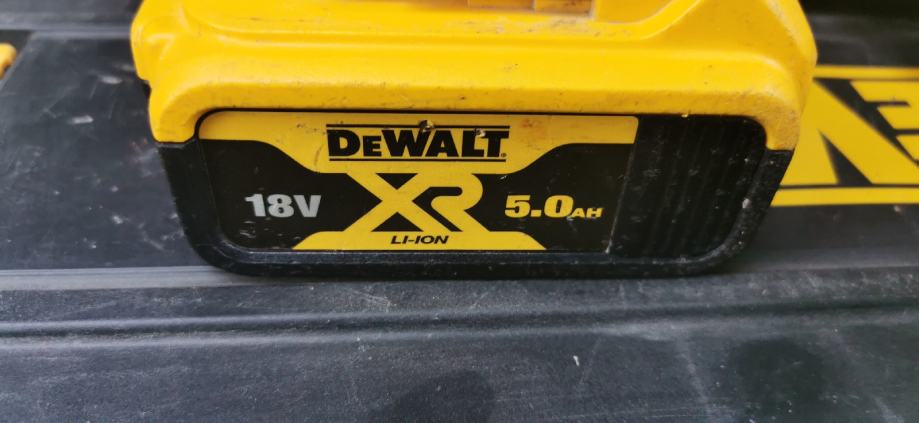 DEWALT
18V XR 5.0AH
LI-ION